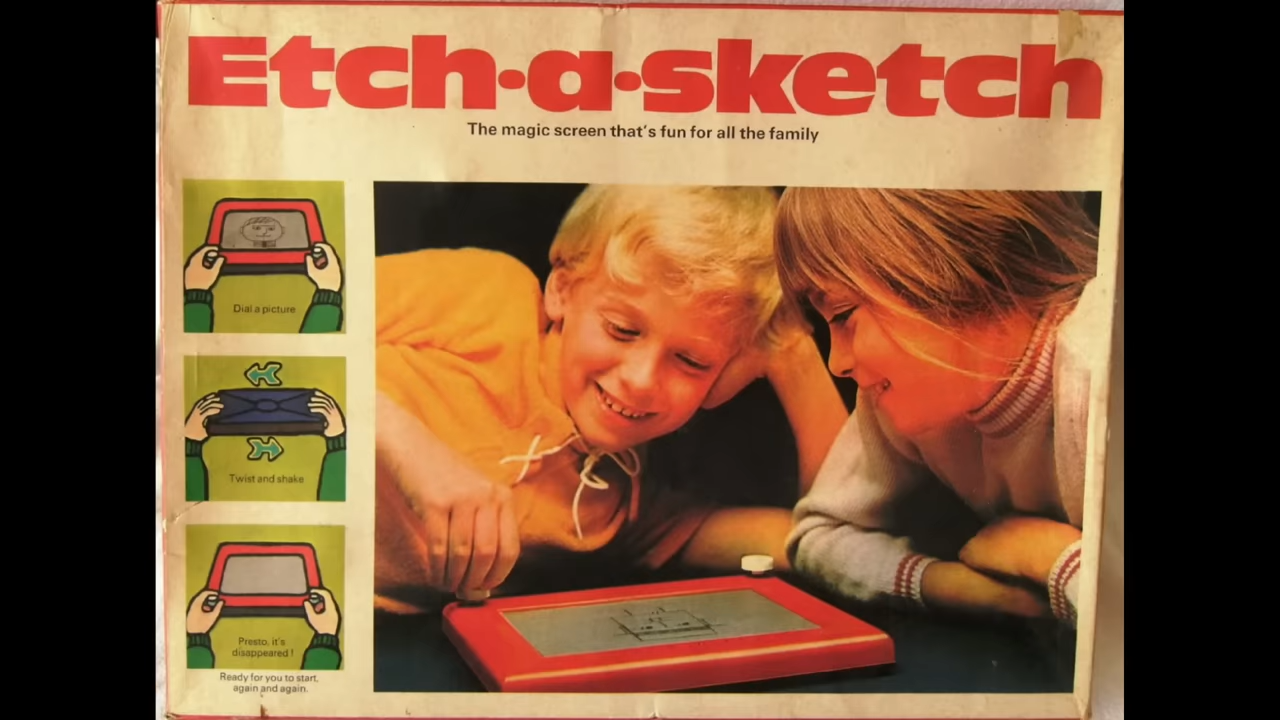 Etch-a-sketch
The magic screen that's fun for all the family
Dial a picture
Twist and shake
Presto, it's
disappeared!
Ready for you to start,
again and again.